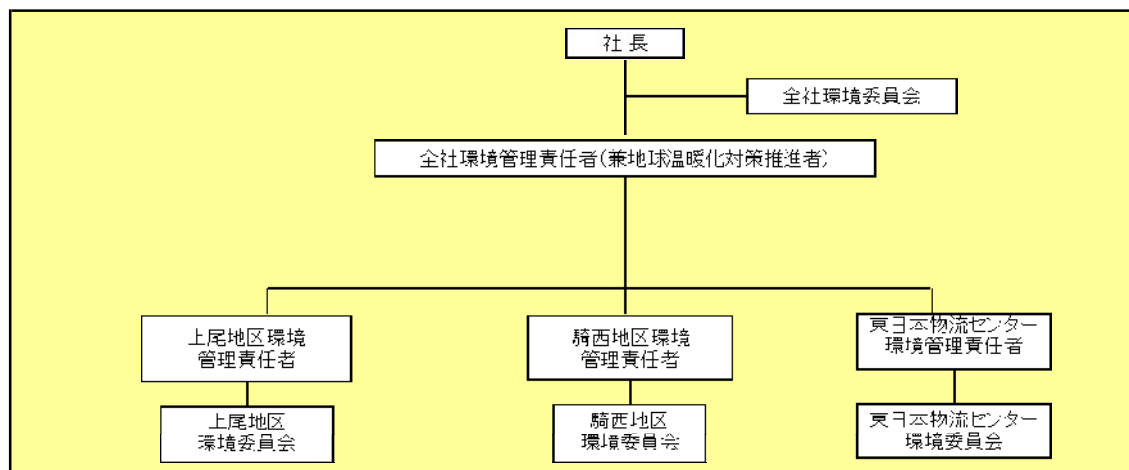 社 長
全社環境委員会
全社環境管理責任者(兼地球温暖化対策推進者)
上尾地区環境
管理責任者
騎西地区環境
管理責任者
東日本物流センター
環境管理責任者
上尾地区
環境委員会
騎西地区
環境委員会
東日本物流センター
環境委員会